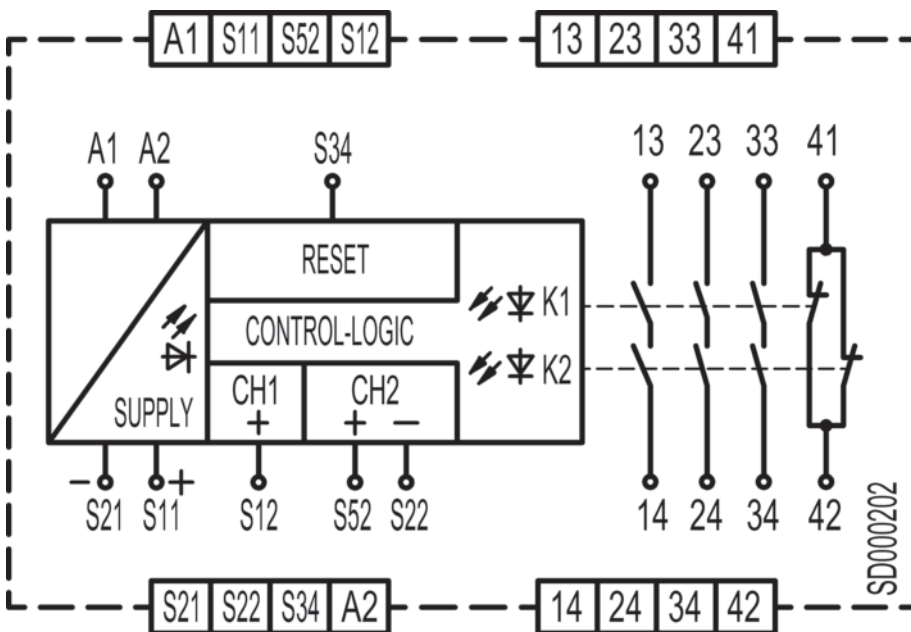 A1 S11 S52 S12 13 23 33 41
A1 A2 S34 13 23 33 41
RESET
K1
CONTROL-LOGIC
K2
CH1 CH2
SUPPLY + + −
− S21 S11 + S12 S52 S22 14 24 34 42
SD000202
S21 S22 S34 A2 14 24 34 42